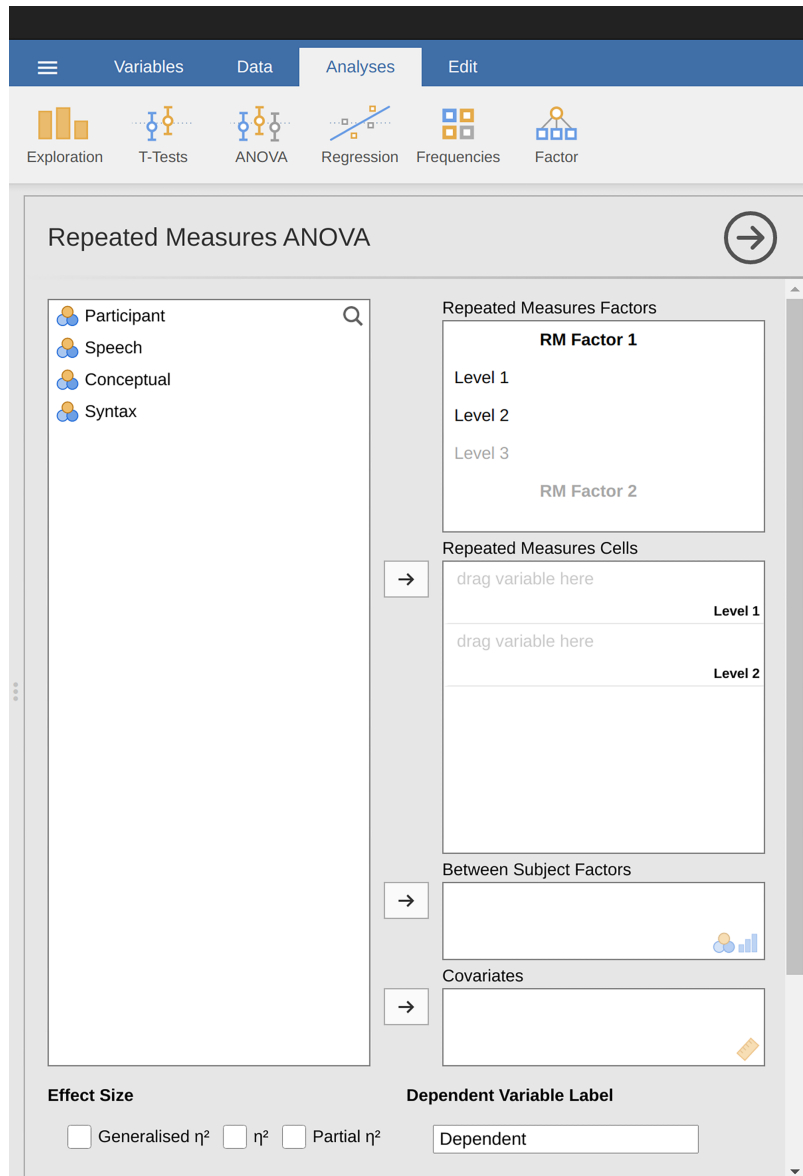 Variables Data Analyses Edit
Exploration T-Tests ANOVA Regression Frequencies Factor
Repeated Measures ANOVA
Participant
Speech
Conceptual
Syntax
Repeated Measures Factors
RM Factor 1
Level 1
Level 2
Level 3
RM Factor 2
Repeated Measures Cells
drag variable here
Level 1
drag variable here
Level 2
Between Subject Factors
Covariates
Effect Size
Generalised η² η² Partial η²
Dependent Variable Label
Dependent